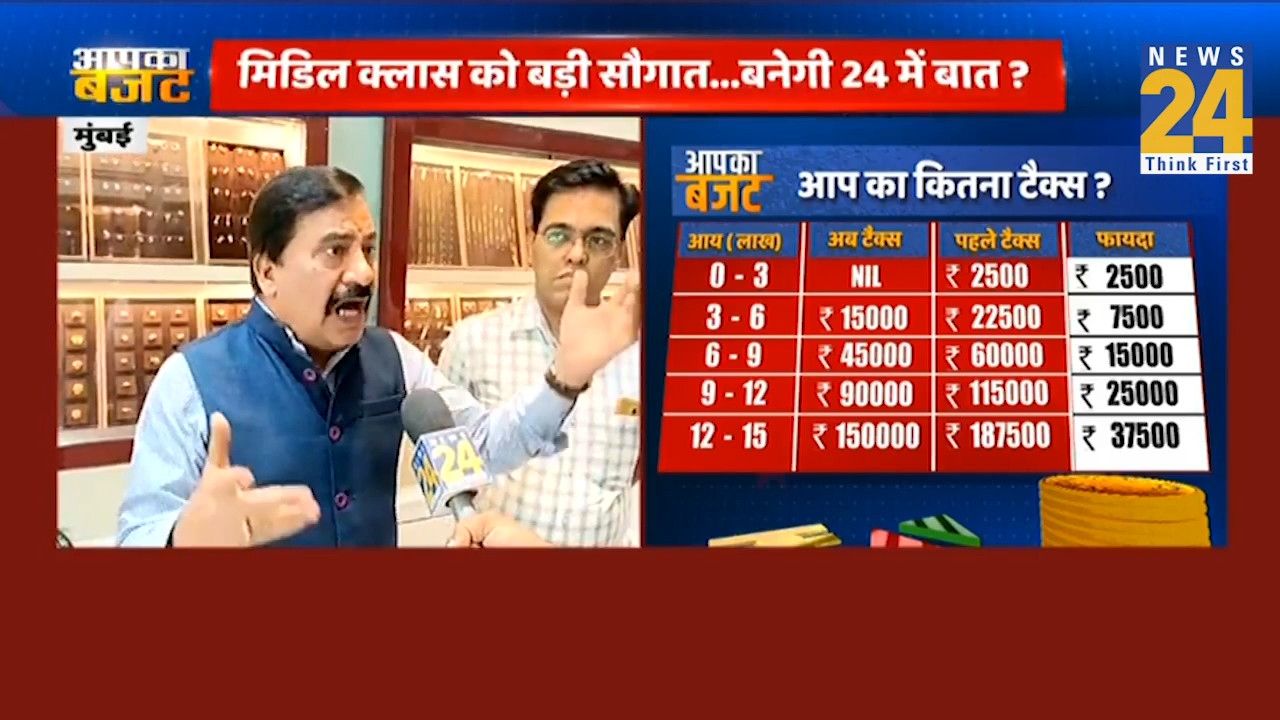 आपका
बजट
मिडिल क्लास को बड़ी सौगात...बनेगी 24 में बात ?
NEWS
24
Think First
मुंबई
आपका
बजट
आप का कितना टैक्स ?
आय ( लाख) अब टैक्स पहले टैक्स फायदा
0 - 3 NIL ₹ 2500 ₹ 2500
3 - 6 ₹ 15000 ₹ 22500 ₹ 7500
6 - 9 ₹ 45000 ₹ 60000 ₹ 15000
9 - 12 ₹ 90000 ₹ 115000 ₹ 25000
12 - 15 ₹ 150000 ₹ 187500 ₹ 37500
NEWS
24
24